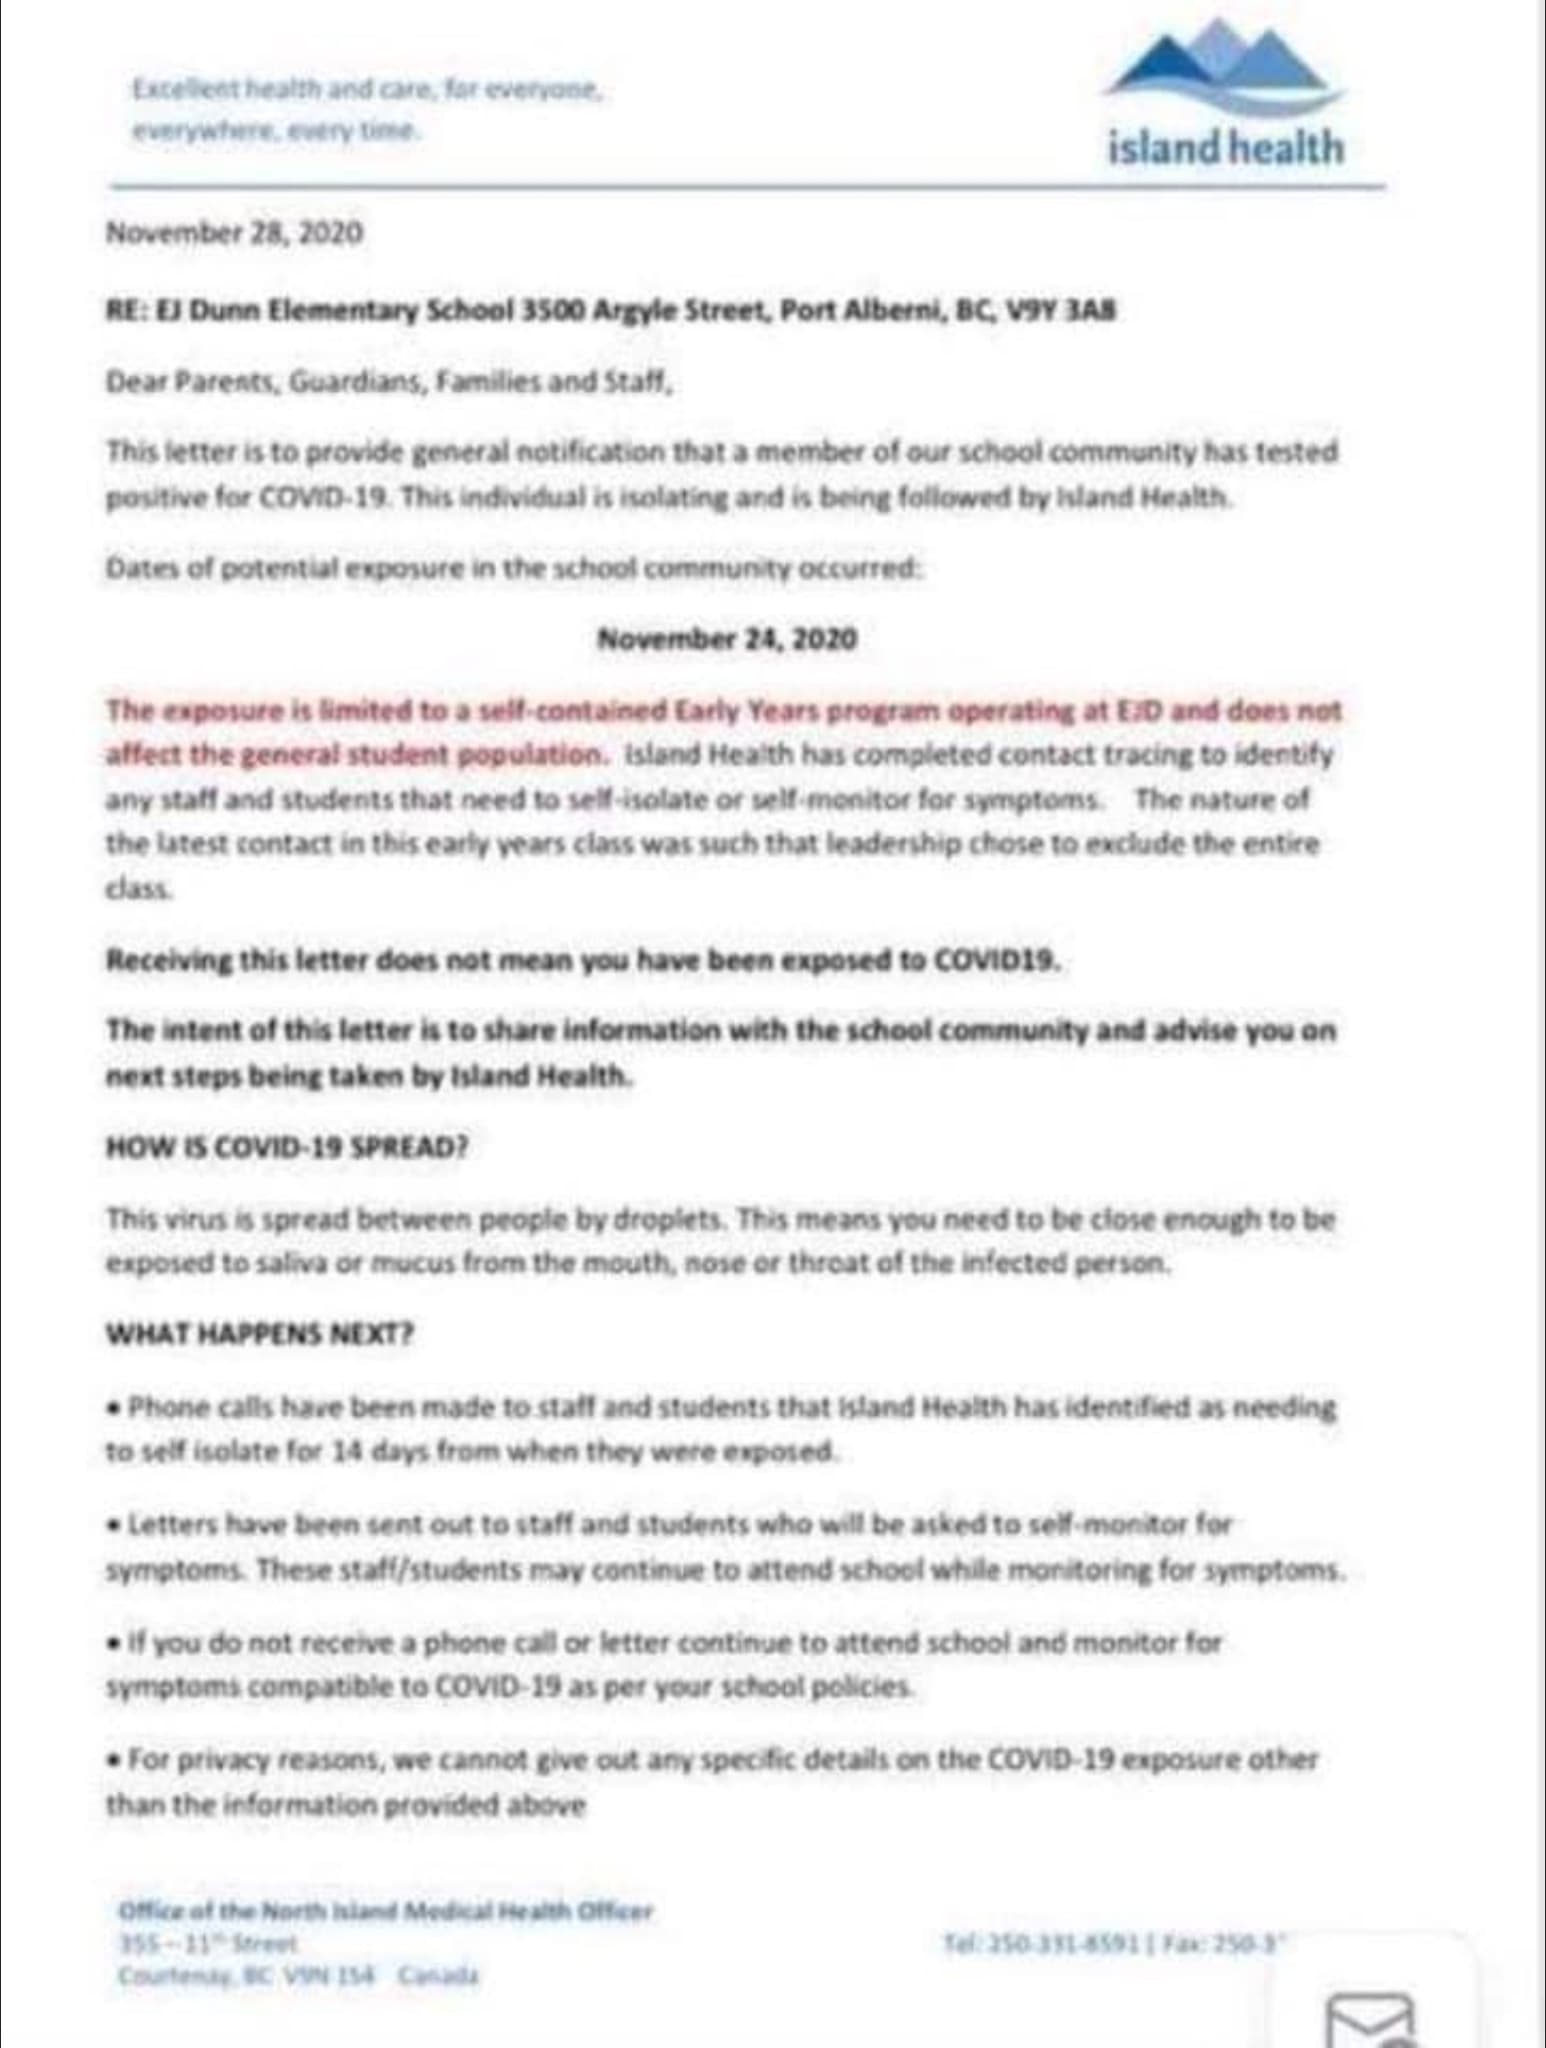 Excellent health and care, for everyone,
everywhere, every time.
island health
November 28, 2020
RE: EJ Dunn Elementary School 3500 Argyle Street, Port Alberni, BC, V9Y 3A8
Dear Parents, Guardians, Families and Staff,
This letter is to provide general notification that a member of our school community has tested
positive for COVID-19. This individual is isolating and is being followed by Island Health.
Dates of potential exposure in the school community occurred:
November 24, 2020
The exposure is limited to a self-contained Early Years program operating at EJD and does not
affect the general student population. Island Health has completed contact tracing to identify
any staff and students that need to self-isolate or self-monitor for symptoms. The nature of
the latest contact in this early years class was such that leadership chose to exclude the entire
class.
Receiving this letter does not mean you have been exposed to COVID19.
The intent of this letter is to share information with the school community and advise you on
next steps being taken by Island Health.
HOW IS COVID-19 SPREAD?
This virus is spread between people by droplets. This means you need to be close enough to be
exposed to saliva or mucus from the mouth, nose or throat of the infected person.
WHAT HAPPENS NEXT?
• Phone calls have been made to staff and students that Island Health has identified as needing
to self isolate for 14 days from when they were exposed.
• Letters have been sent out to staff and students who will be asked to self-monitor for
symptoms. These staff/students may continue to attend school while monitoring for symptoms.
• If you do not receive a phone call or letter continue to attend school and monitor for
symptoms compatible to COVID-19 as per your school policies.
• For privacy reasons, we cannot give out any specific details on the COVID-19 exposure other
than the information provided above
Office of the North Island Medical Health Officer
355 – 11th Street
Tel: 250-331-8591 | Fax:
Courtenay, BC V9N 1S4 Canada